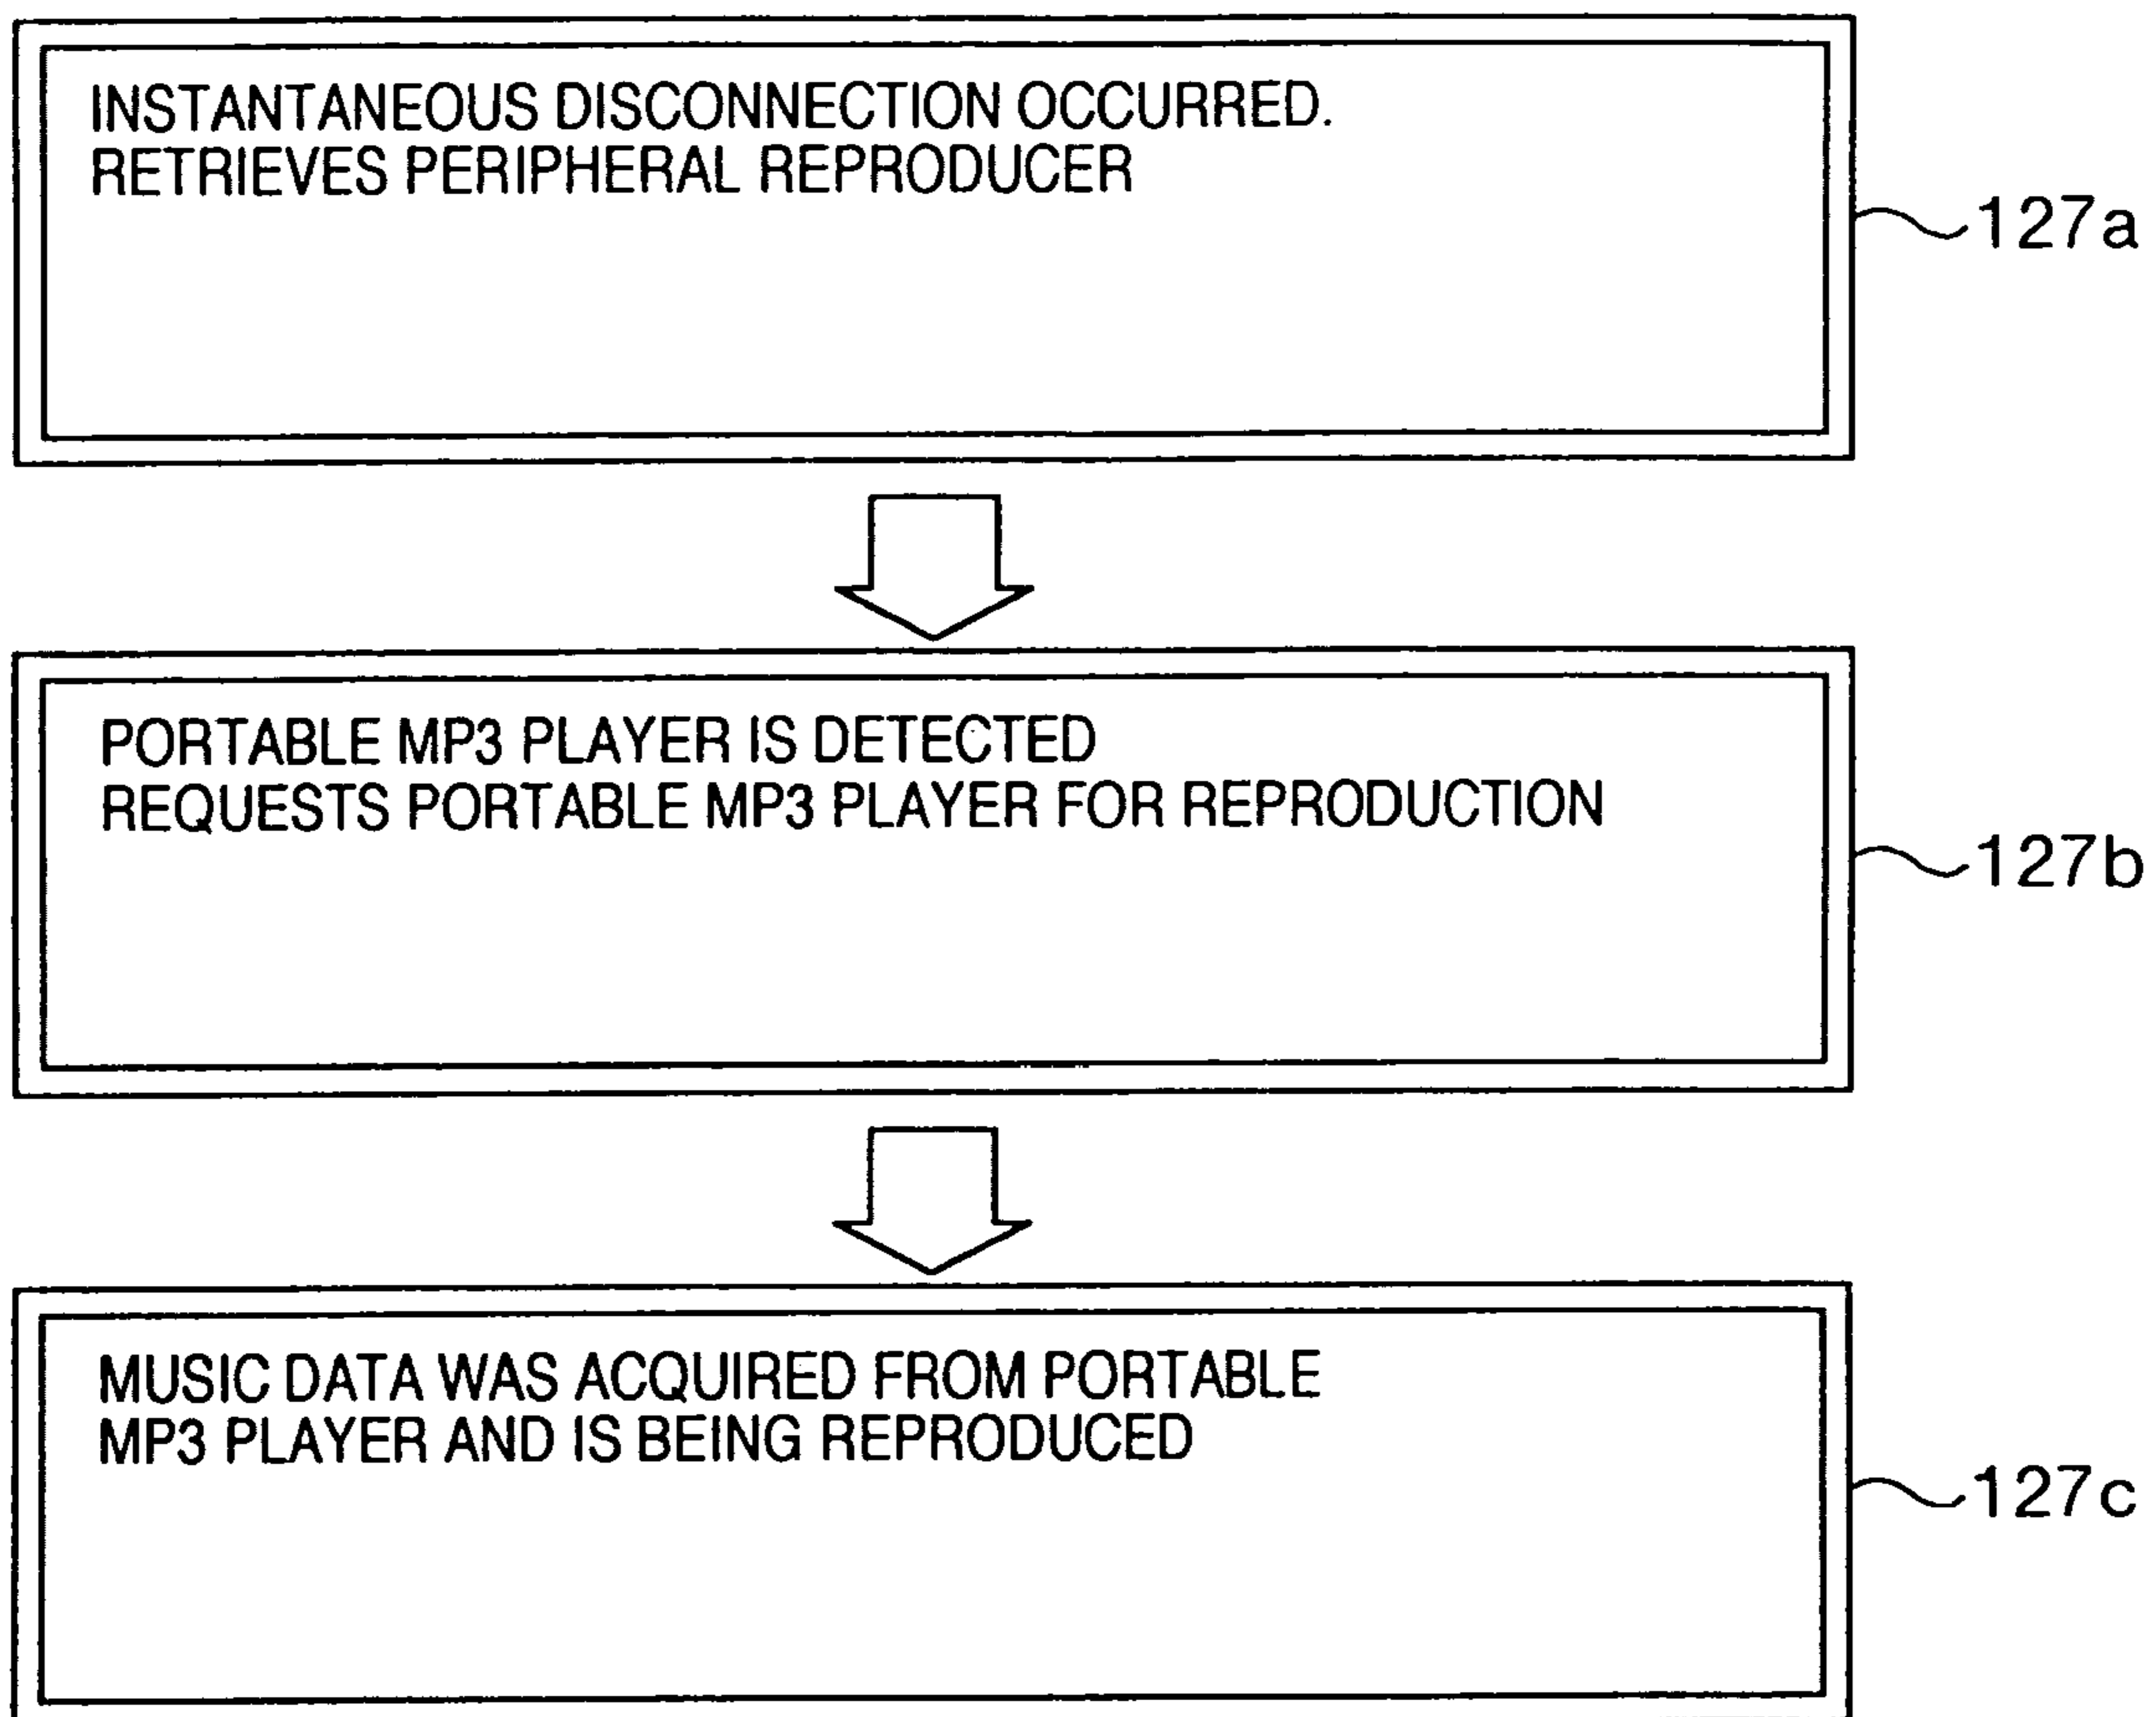 INSTANTANEOUS DISCONNECTION OCCURRED.
RETRIEVES PERIPHERAL REPRODUCER
127a
PORTABLE MP3 PLAYER IS DETECTED
REQUESTS PORTABLE MP3 PLAYER FOR REPRODUCTION
127b
MUSIC DATA WAS ACQUIRED FROM PORTABLE
MP3 PLAYER AND IS BEING REPRODUCED
127c